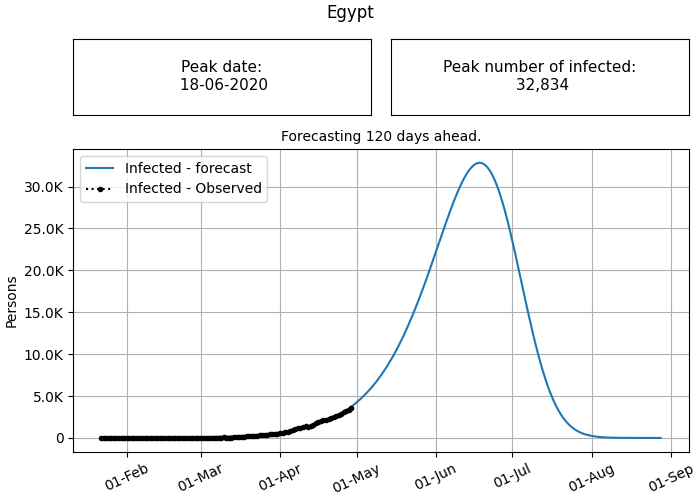 Egypt
Peak date:
18-06-2020
Peak number of infected:
32,834
Forecasting 120 days ahead.
Infected - forecast
Infected - Observed
Persons
30.0K
25.0K
20.0K
15.0K
10.0K
5.0K
0
01-Feb
01-Mar
01-Apr
01-May
01-Jun
01-Jul
01-Aug
01-Sep